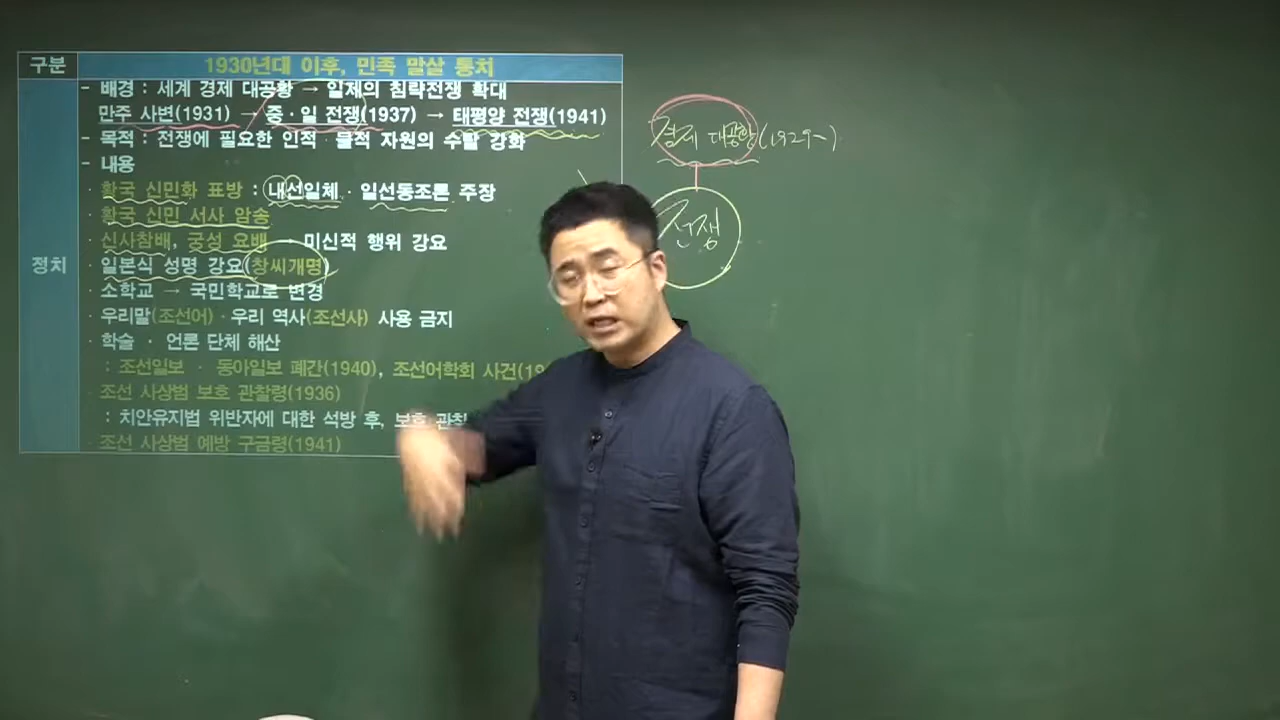 구분
1930년대 이후, 민족 말살 통치
정치
- 배경 : 세계 경제 대공황 → 일제의 침략전쟁 확대
만주 사변(1931) → 중·일 전쟁(1937) → 태평양 전쟁(1941)
- 목적 : 전쟁에 필요한 인적·물적 자원의 수탈 강화
- 내용
· 황국 신민화 표방 : 내선일체·일선동조론 주장
· 황국 신민 서사 암송
· 신사참배, 궁성 요배 미신적 행위 강요
· 일본식 성명 강요(창씨개명)
· 소학교 → 국민학교로 변경
· 우리말(조선어)·우리 역사(조선사) 사용 금지
· 학술·언론 단체 해산
: 조선일보·동아일보 폐간(1940), 조선어학회 사건(19
· 조선 사상범 보호 관찰령(1936)
: 치안유지법 위반자에 대한 석방 후, 보호 관찰
· 조선 사상범 예방 구금령(1941)
경제 대공황(1929~)
전쟁